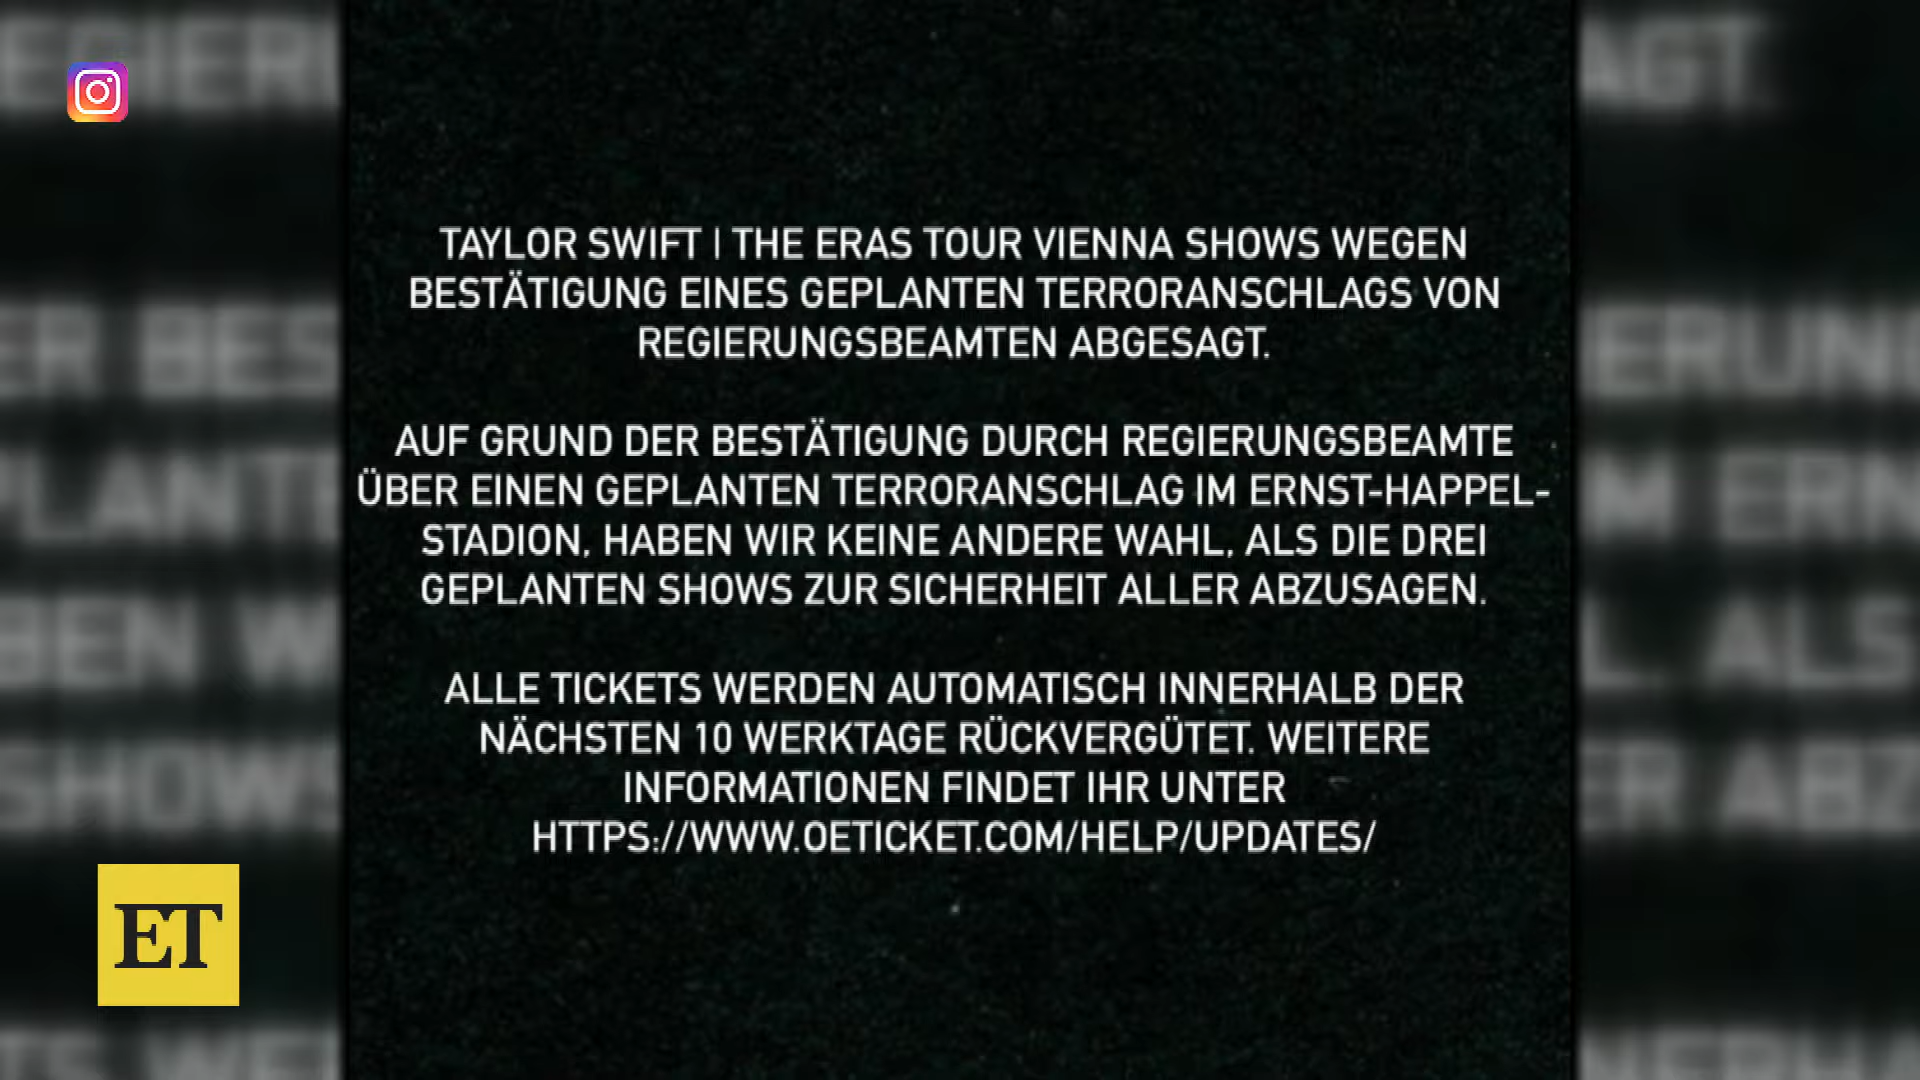 TAYLOR SWIFT | THE ERAS TOUR VIENNA SHOWS WEGEN
BESTÄTIGUNG EINES GEPLANTEN TERRORANSCHLAGS VON
REGIERUNGSBEAMTEN ABGESAGT.
AUF GRUND DER BESTÄTIGUNG DURCH REGIERUNGSBEAMTE
ÜBER EINEN GEPLANTEN TERRORANSCHLAG IM ERNST-HAPPEL-
STADION, HABEN WIR KEINE ANDERE WAHL, ALS DIE DREI
GEPLANTEN SHOWS ZUR SICHERHEIT ALLER ABZUSAGEN.
ALLE TICKETS WERDEN AUTOMATISCH INNERHALB DER
NÄCHSTEN 10 WERKTAGE RÜCKVERGÜTET. WEITERE
INFORMATIONEN FINDET IHR UNTER
HTTPS://WWW.OETICKET.COM/HELP/UPDATES/
ET